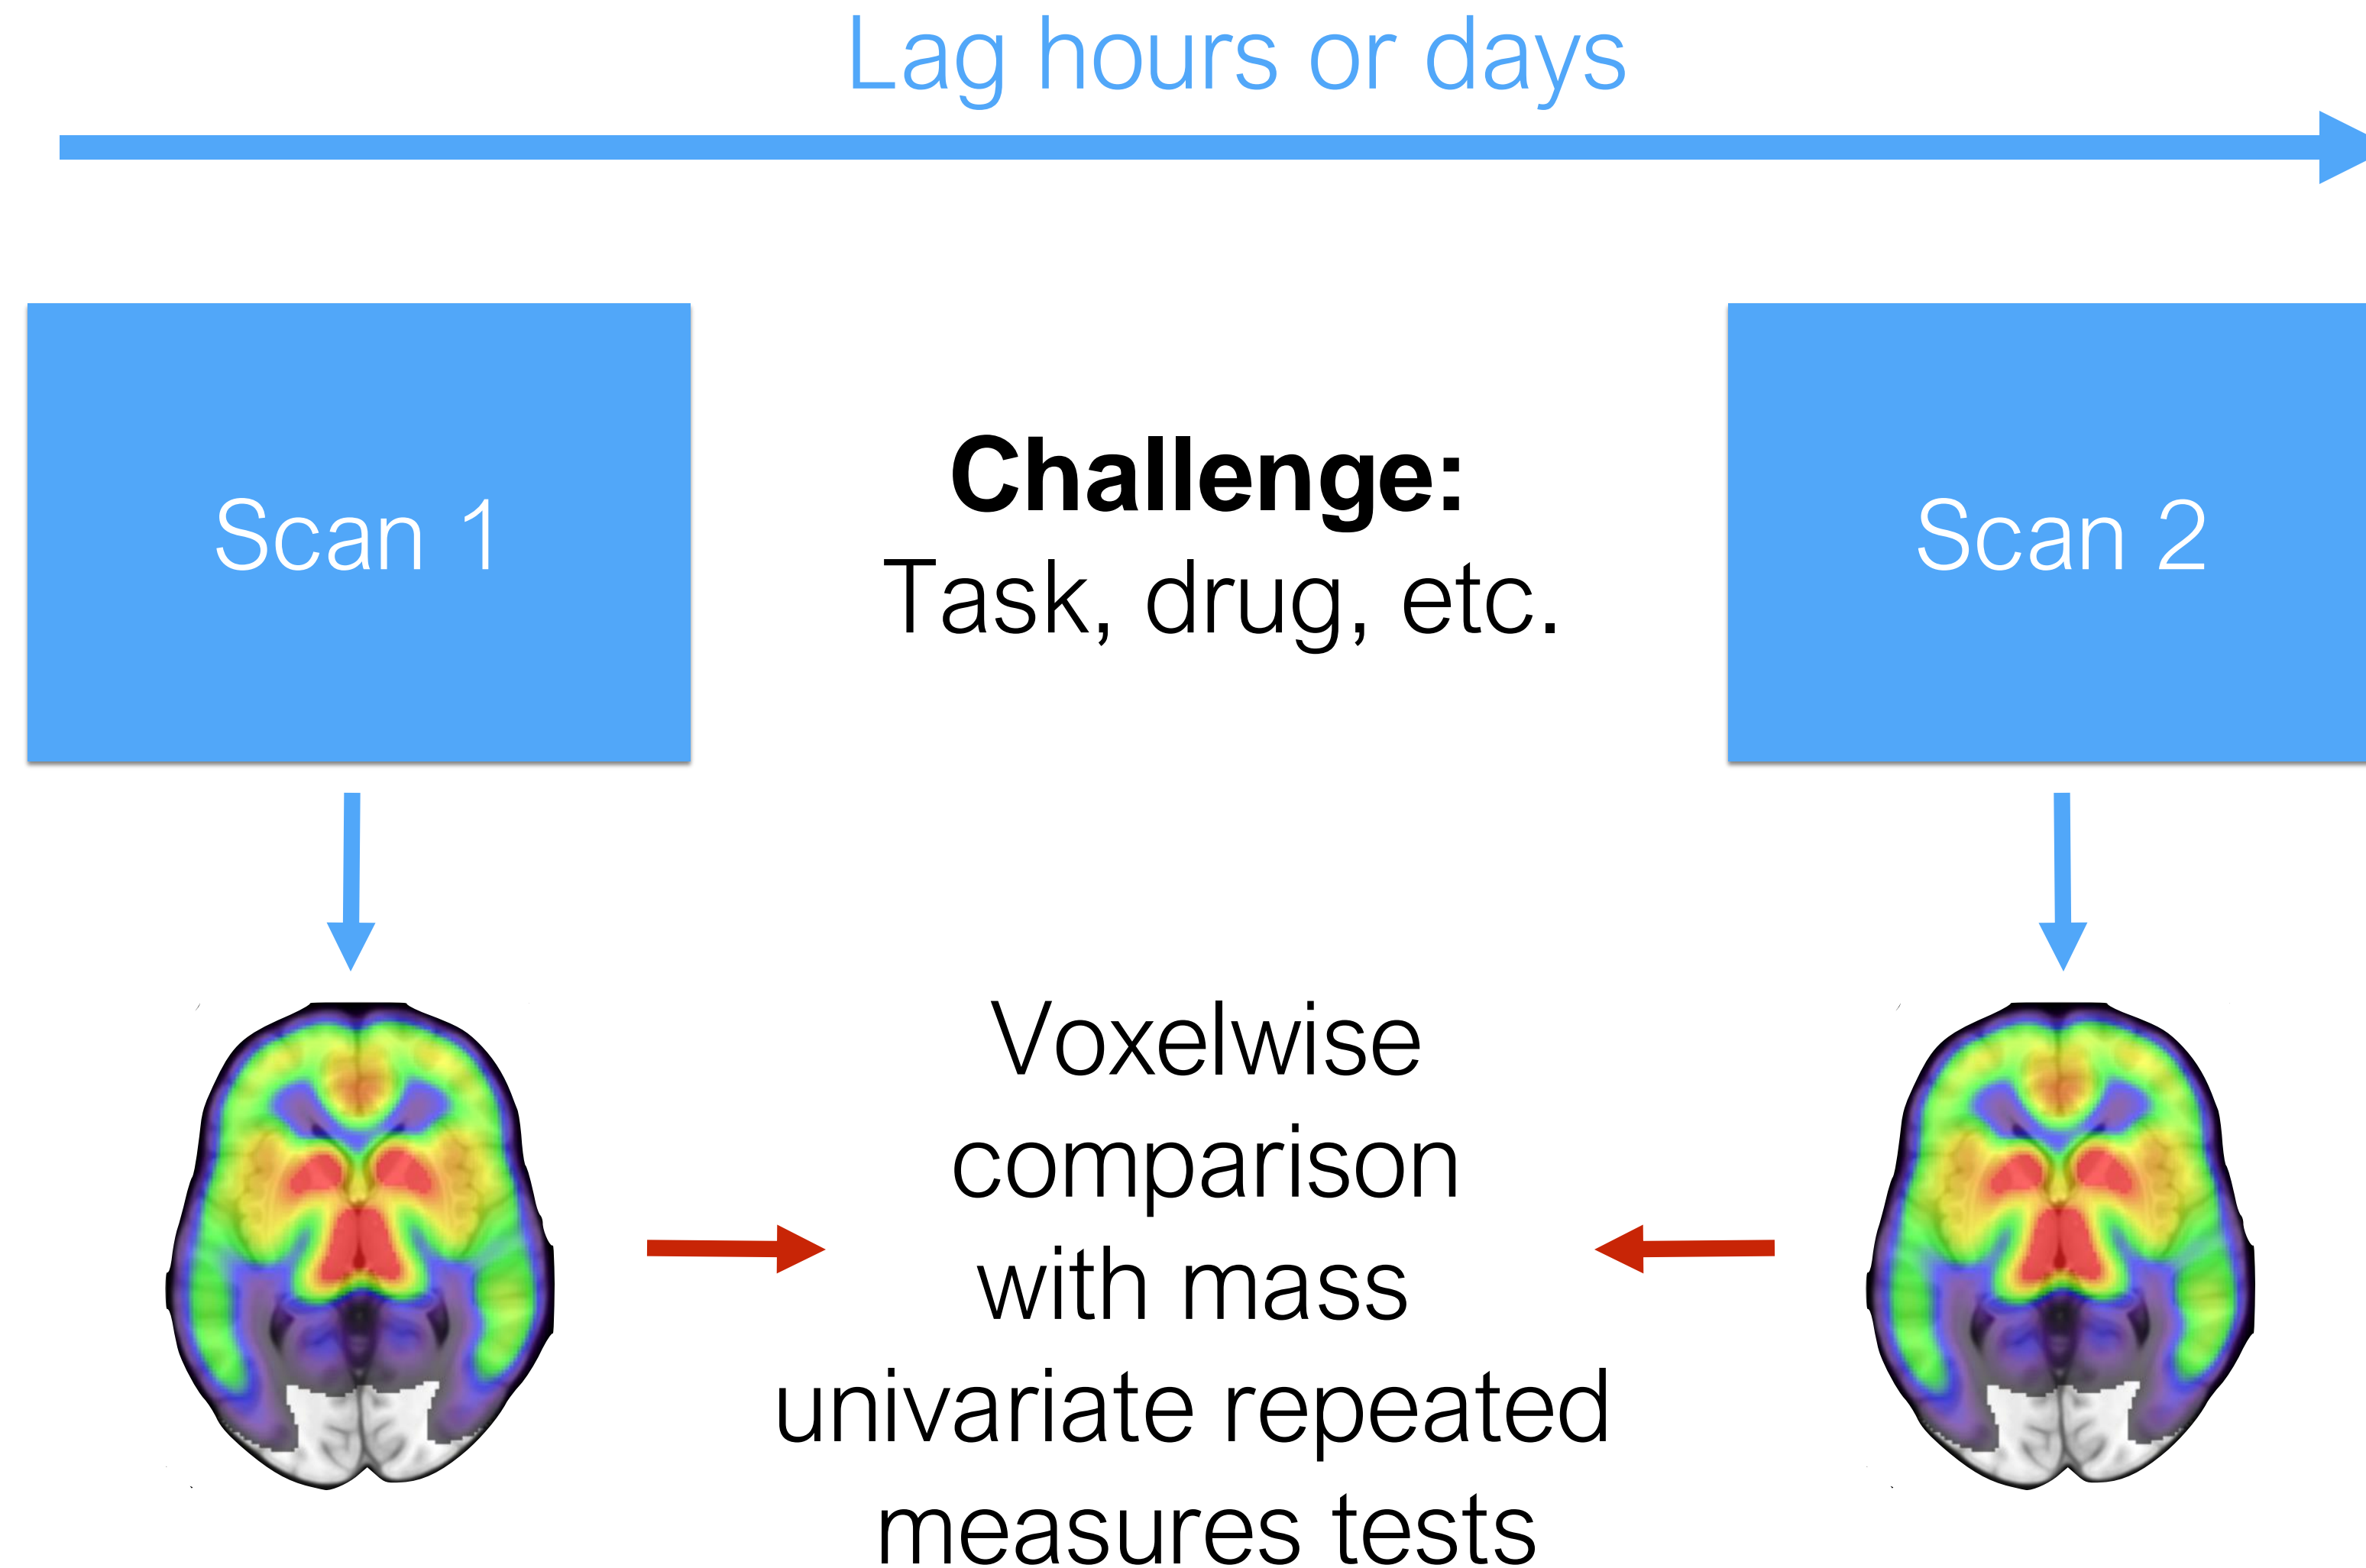 Lag hours or days
Scan 1
Challenge:
Task, drug, etc.
Scan 2
Voxelwise
comparison
with mass
univariate repeated
measures tests